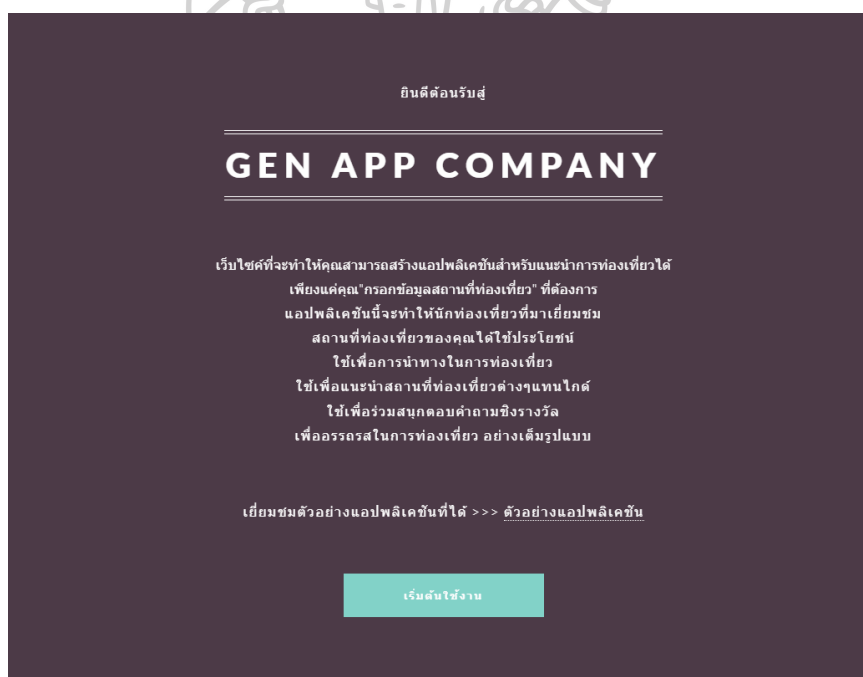 ยินดีต้อนรับสู่
GEN APP COMPANY
เว็บไซค์ที่จะทำให้คุณสามารถสร้างแอปพลิเคชันสำหรับแนะนำการท่องเที่ยวได้
เพียงแค่คุณ"กรอกข้อมูลสถานที่ท่องเที่ยว" ที่ต้องการ
แอปพลิเคชันนี้จะทำให้นักท่องเที่ยวที่มาเยี่ยมชม
สถานที่ท่องเที่ยวของคุณได้ใช้ประโยชน์
ใช้เพื่อการนำทางในการท่องเที่ยว
ใช้เพื่อแนะนำสถานที่ท่องเที่ยวต่างๆแทนไกด์
ใช้เพื่อร่วมสนุกตอบคำถามชิงรางวัล
เพื่ออรรถรสในการท่องเที่ยว อย่างเต็มรูปแบบ
เยี่ยมชมตัวอย่างแอปพลิเคชันที่ได้ >>> ตัวอย่างแอปพลิเคชัน
เริ่มต้นใช้งาน